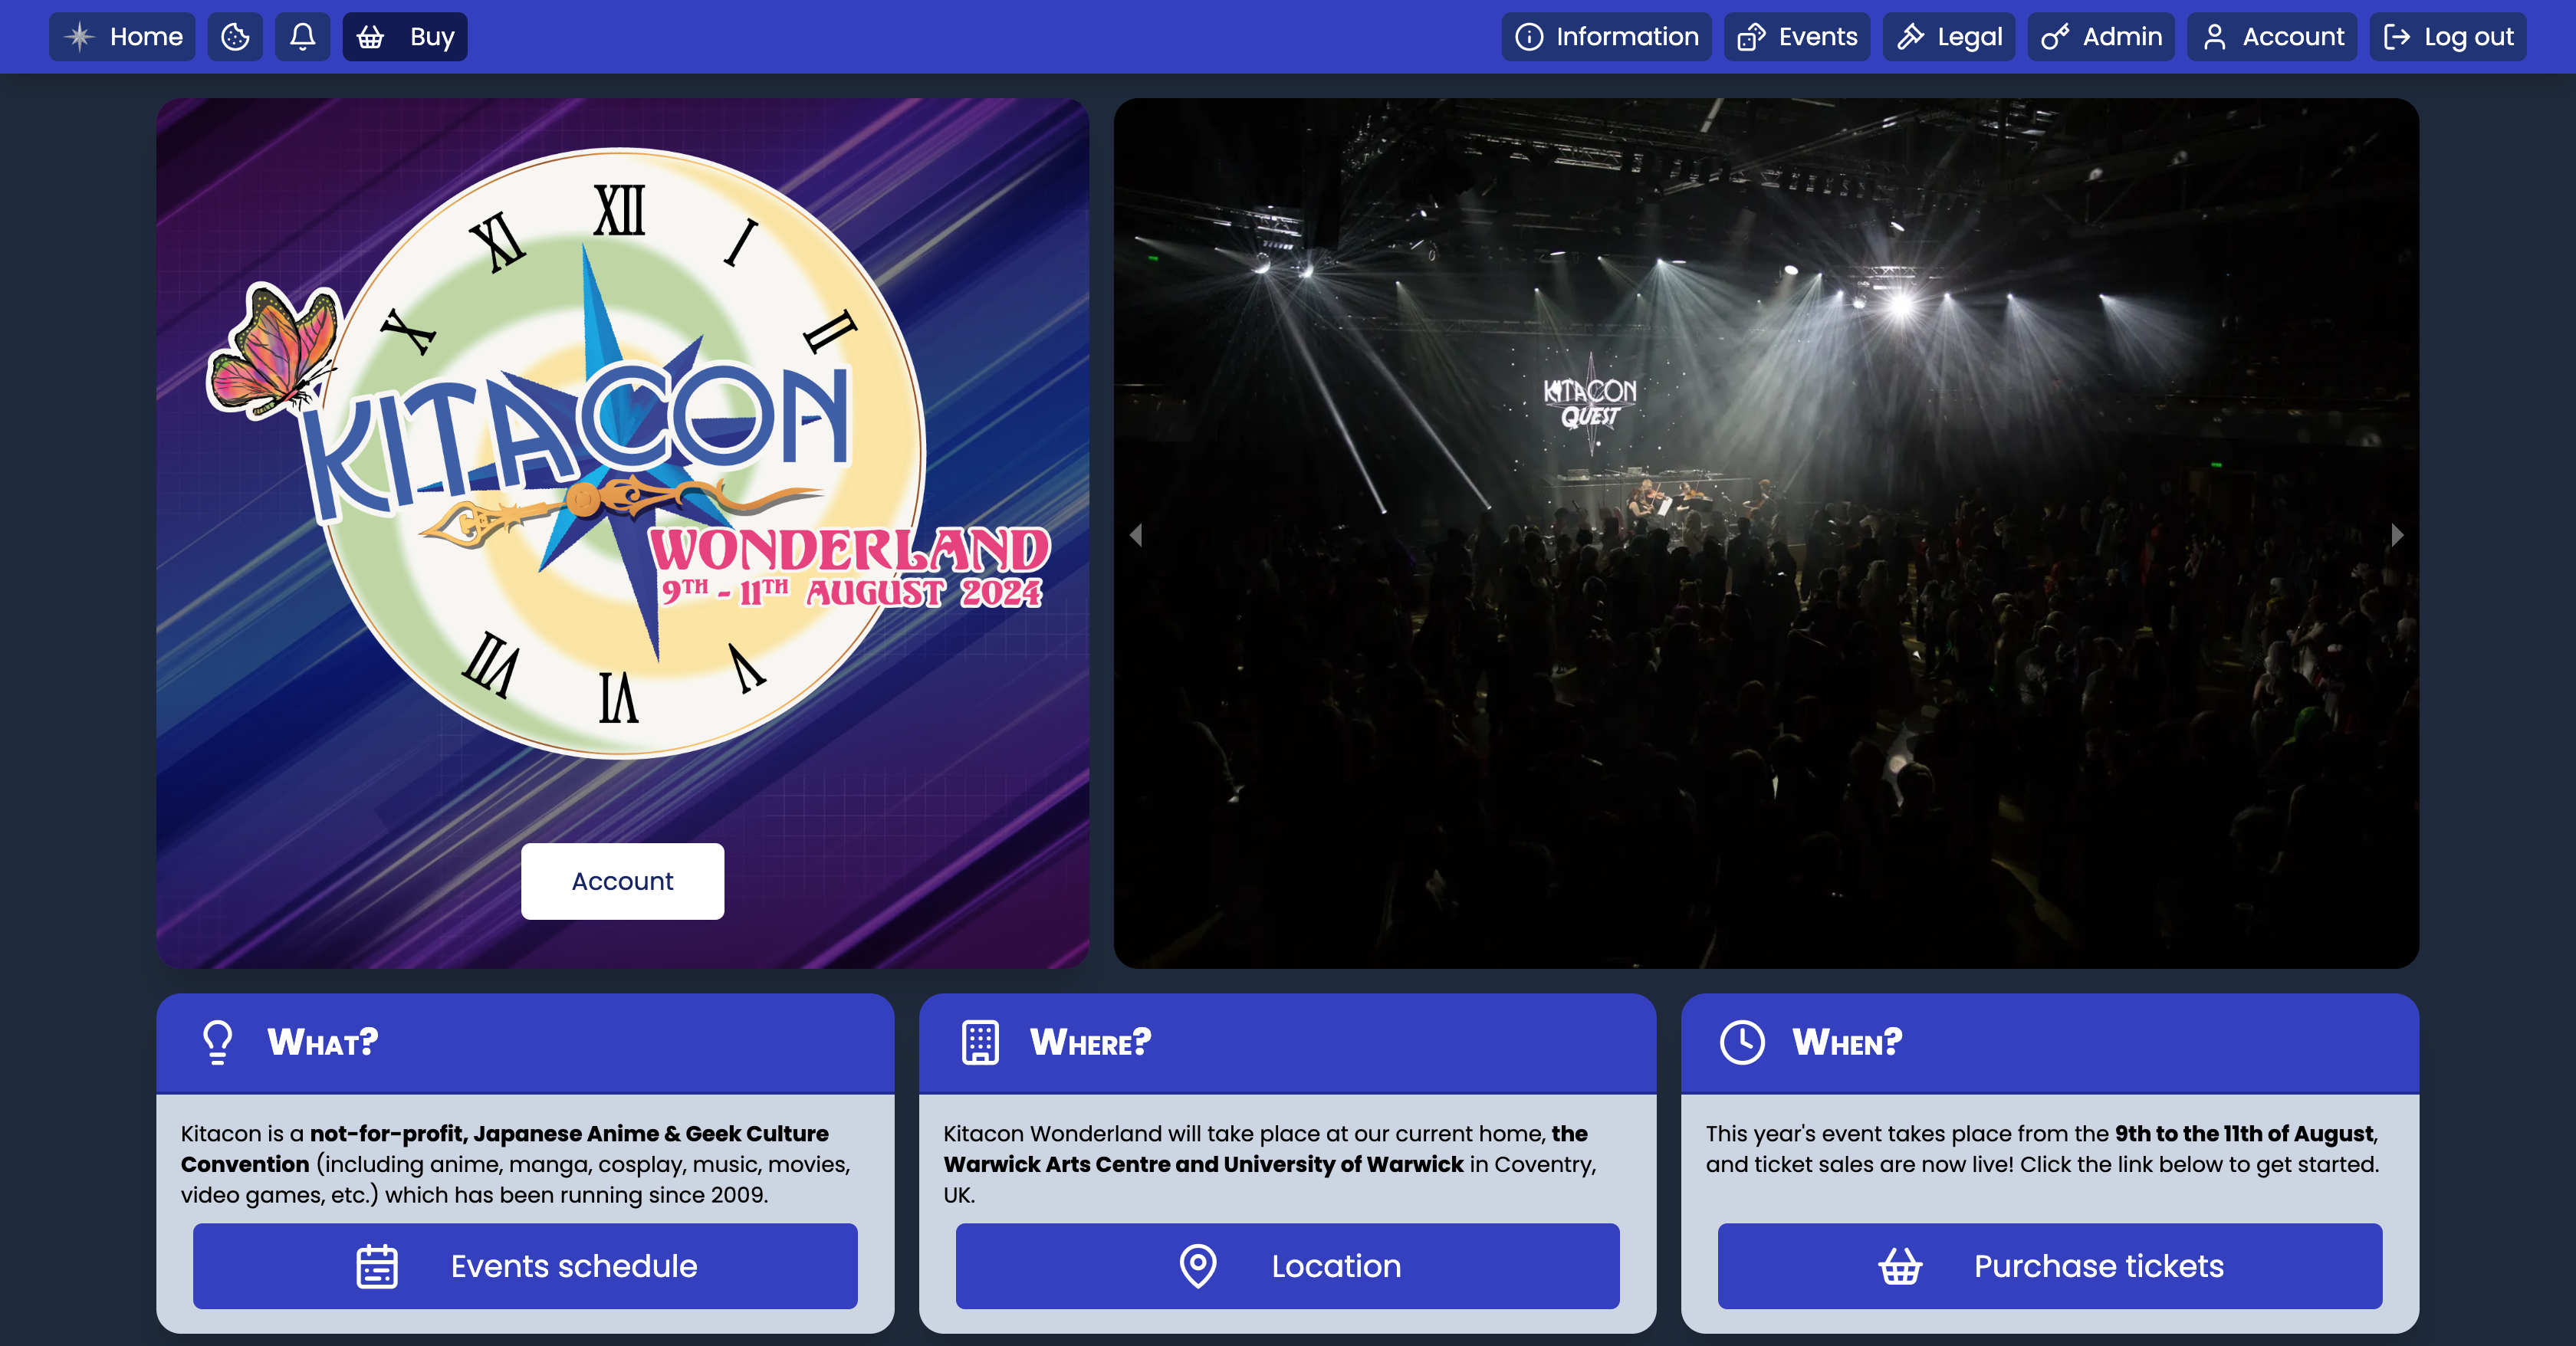 Home
Buy
Information
Events
Legal
Admin
Account
Log out
XII
I
II
V
VI
VII
X
XI
KITACON
WONDERLAND
9TH - 11TH AUGUST 2024
Account
KITACON
QUEST
What?
Kitacon is a not-for-profit, Japanese Anime & Geek Culture
Convention (including anime, manga, cosplay, music, movies,
video games, etc.) which has been running since 2009.
Events schedule
Where?
Kitacon Wonderland will take place at our current home, the
Warwick Arts Centre and University of Warwick in Coventry,
UK.
Location
When?
This year's event takes place from the 9th to the 11th of August,
and ticket sales are now live! Click the link below to get started.
Purchase tickets